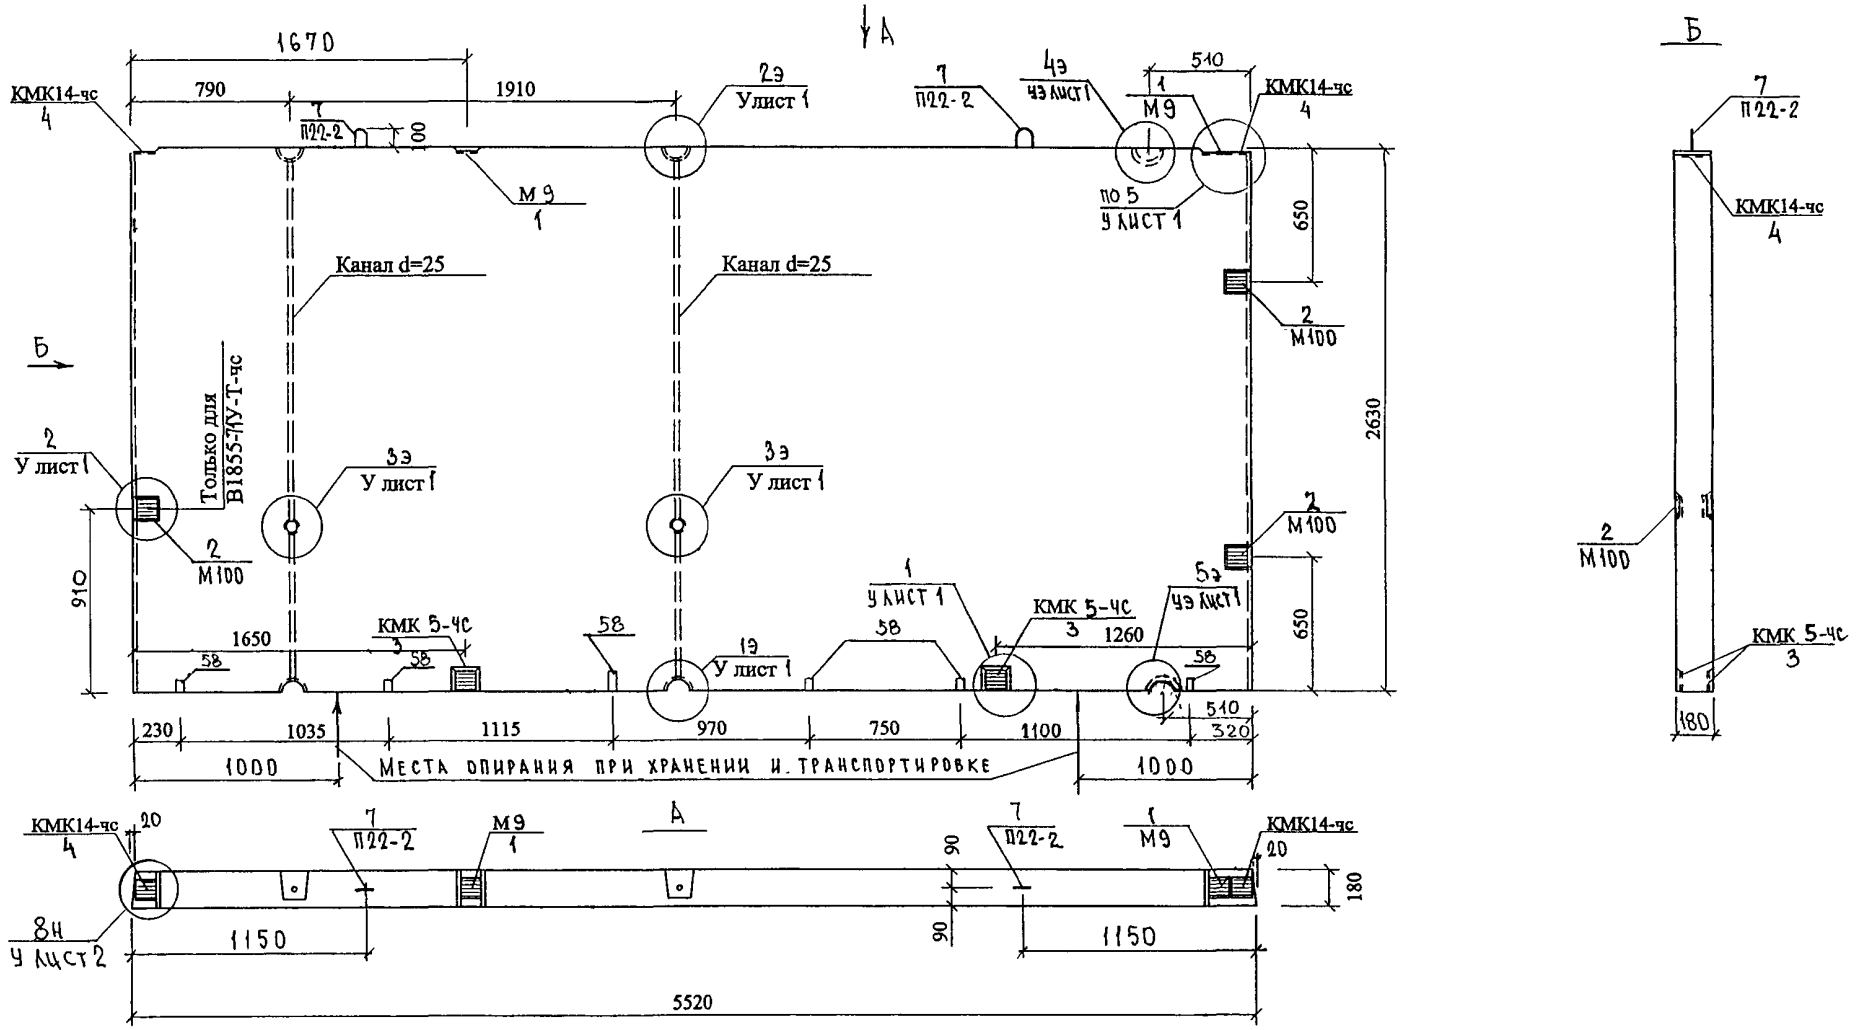 А
Б
1670
510
790
1910
КМК14-чс
4
7
П22-2
100
2э
У лист 1
7
П22-2
4э
УЭ ЛИСТ 1
1
М9
КМК14-чс
4
7
П22-2
М 9
1
ПО 5
У ЛИСТ 1
650
КМК14-чс
4
Канал d=25
Канал d=25
2
М100
Б
Только для
В1855-ЛУ-Т-чс
2630
2
У лист 1
3э
У лист 1
3э
У лист 1
2
М100
2
М100
2
М100
910
1
У ЛИСТ 1
5э
УЭ ЛИСТ 1
1650
КМК 5-ЧС
3
58
58
КМК 5-ЧС
3
1260
650
КМК 5-ЧС
3
58
58
1э
У лист 1
58
510
180
230
1035
1115
970
750
1100
320
1000
МЕСТА ОПИРАНИЯ ПРИ ХРАНЕНИИ И.ТРАНСПОРТИРОВКЕ
1000
КМК14-чс
4
20
7
П22-2
М9
1
А
7
П22-2
1
М9
КМК14-чс
20
90
180
90
8н
У ЛИСТ 2
1150
1150
5520